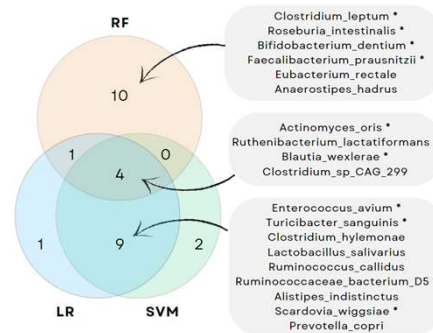 RF
10
1
0
4
1
9
2
LR
SVM
Clostridium_leptum *
Roseburia_intestinalis *
Bifidobacterium_dentium *
Faecalibacterium_prausnitzii *
Eubacterium_rectale
Anaerostipes_hadrus
Actinomyces_oris *
Ruthenibacterium_lactatiformans
Blautia_wexlerae *
Clostridium_sp_CAG_299
Enterococcus_avium *
Turicibacter_sanguinis *
Clostridium_hylemonae
Lactobacillus_salivarius
Ruminococcus_callidus
Ruminococcaceae_bacterium_D5
Alistipes_indistinctus
Scardovia_wiggsiae *
Prevotella_copri